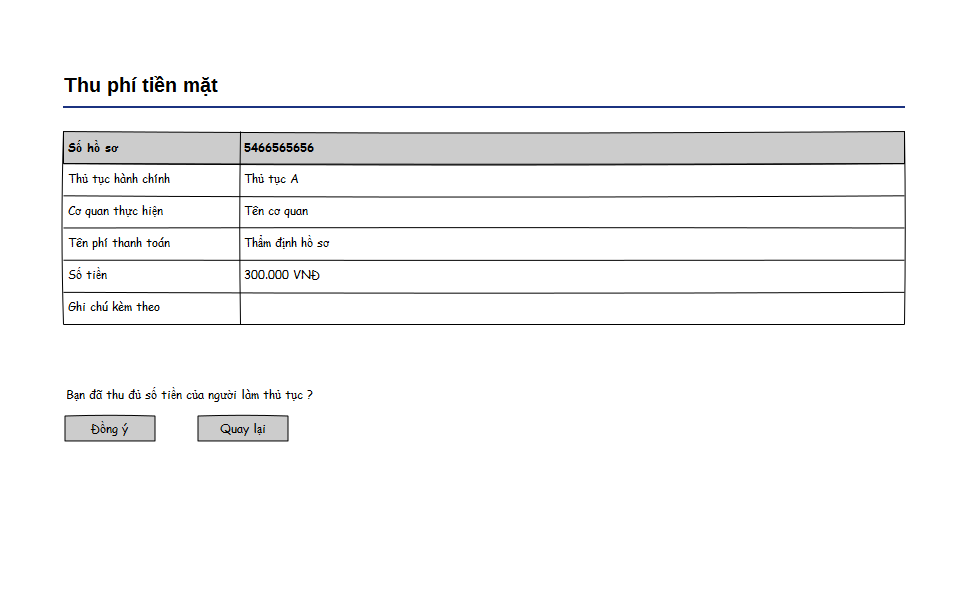 Thu phí tiền mặt
Số hồ sơ 5466565656
Thủ tục hành chính Thủ tục A
Cơ quan thực hiện Tên cơ quan
Tên phí thanh toán Thẩm định hồ sơ
Số tiền 300.000 VNĐ
Ghi chú kèm theo
Bạn đã thu đủ số tiền của người làm thủ tục ?
Đồng ý Quay lại